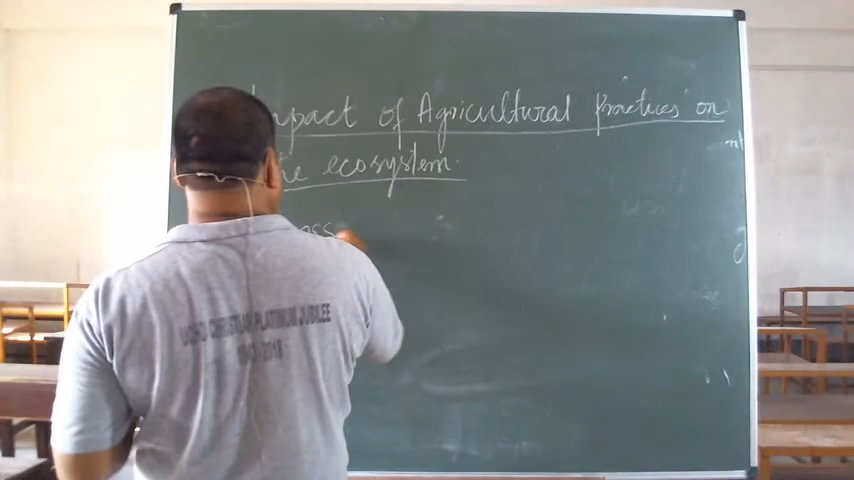 Impact of Agricultural Practices on
the ecosystem.
CHRISTIAN PLATINUM JUBILEE